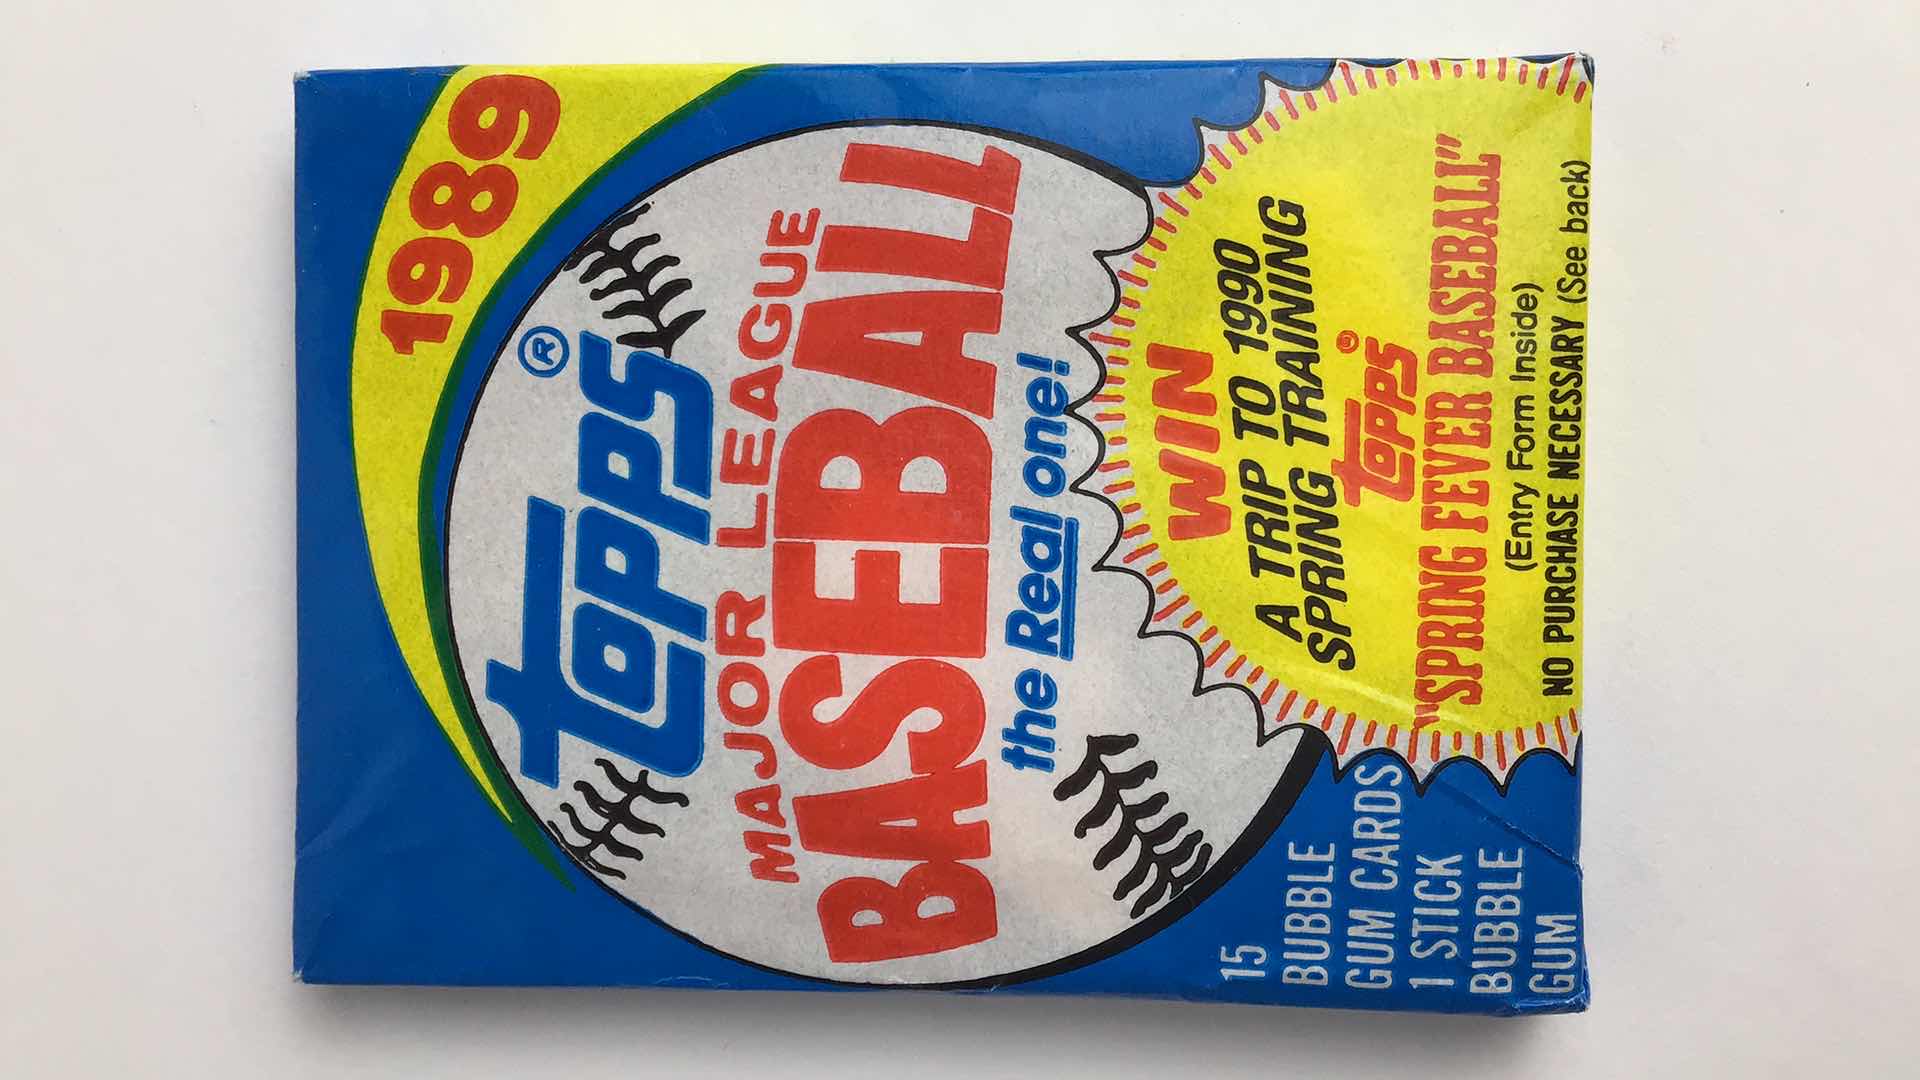 1989
Topps®
MAJOR LEAGUE
BASEBALL
the Real one!
WIN
A TRIP TO 1990
SPRING TRAINING
Topps®
"SPRING FEVER BASEBALL"
(Entry Form Inside)
NO PURCHASE NECESSARY (See back)
15
BUBBLE
GUM CARDS
1 STICK
BUBBLE
GUM